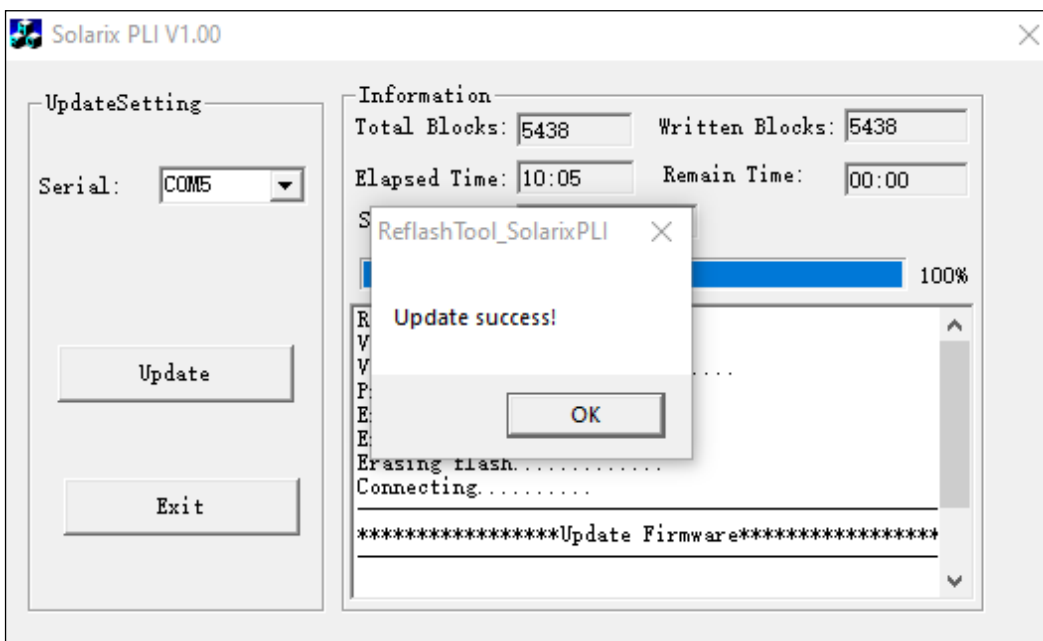 Solarix PLI V1.00
UpdateSetting
Serial: COM5
Update
Exit
Information
Total Blocks: 5438 Written Blocks: 5438
Elapsed Time: 10:05 Remain Time: 00:00
100%
ReflashTool_SolarixPLI
Update success!
OK
Erasing flash.............
Connecting..........
*****************Update Firmware*****************